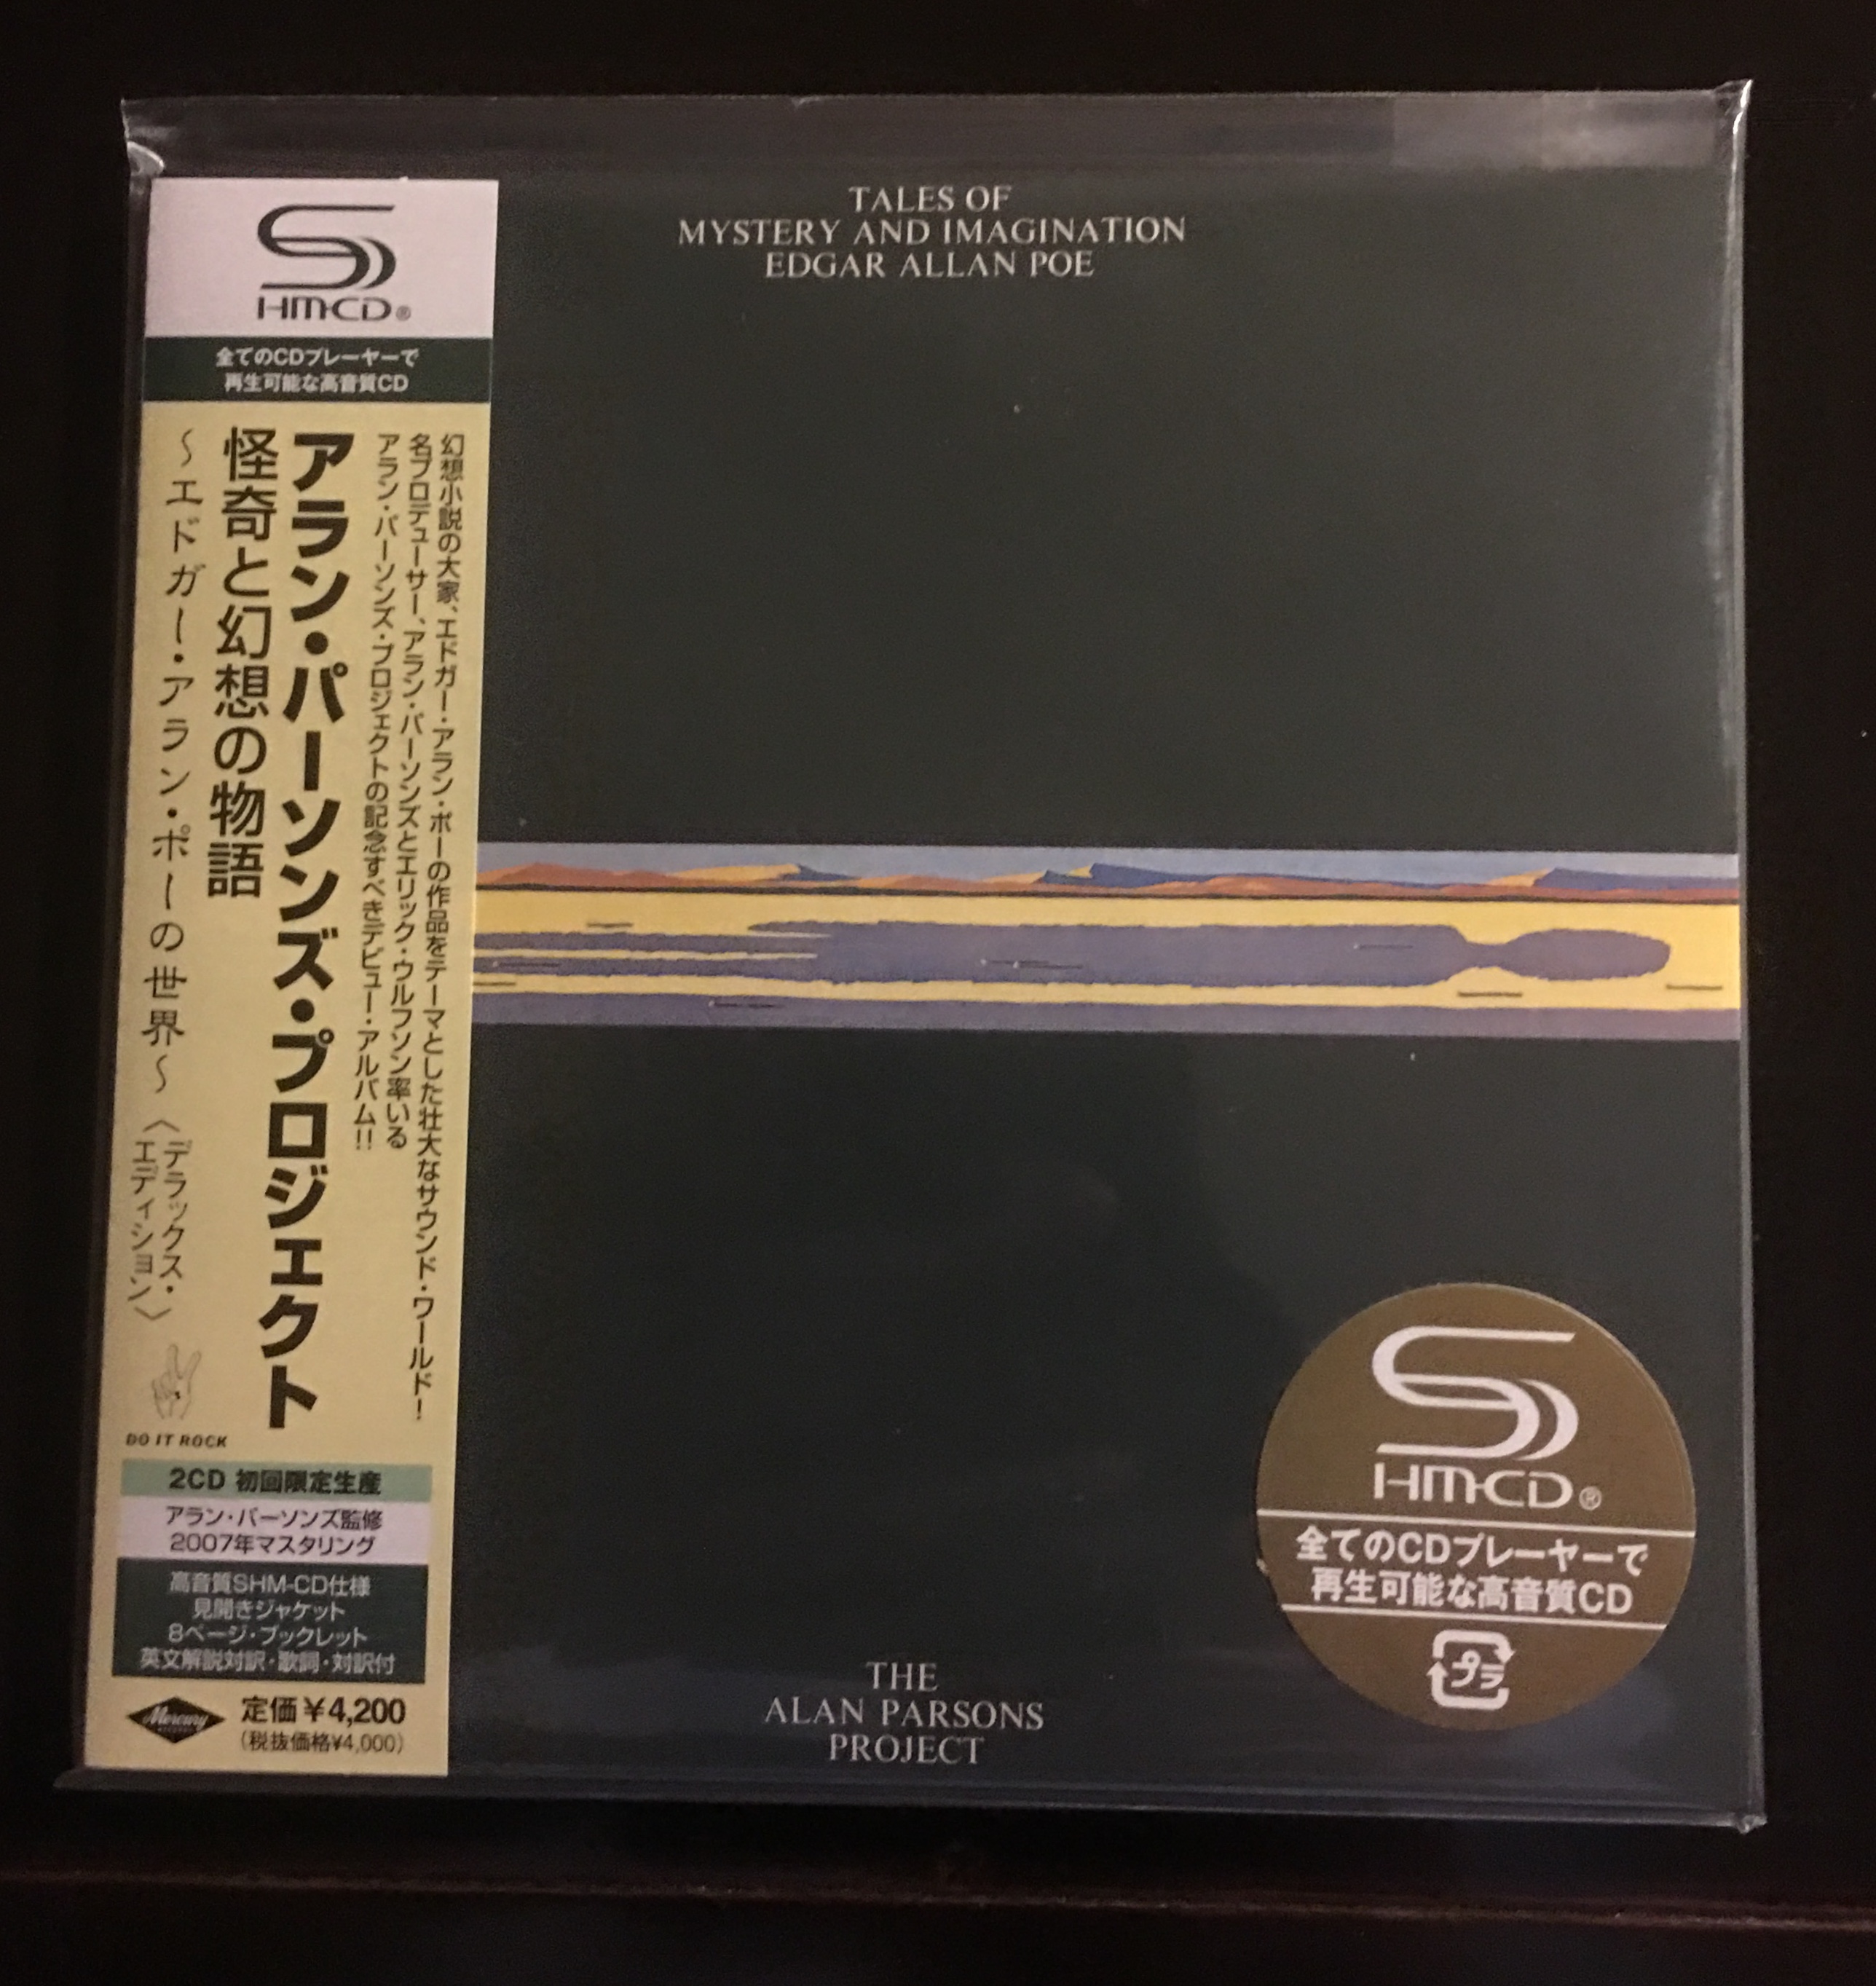 SHM-CD®
全てのCDプレーヤーで
再生可能な高音質CD
幻想小説の大家、エドガー・アラン・ポーの作品をテーマとした壮大なサウンド・ワールド!
名プロデューサー、アラン・パーソンズとエリック・ウルフソン率いる
アラン・パーソンズ・プロジェクトの記念すべきデビュー・アルバム!!
アラン・パーソンズ・プロジェクト
怪奇と幻想の物語
〜エドガー・アラン・ポーの世界〜
〈デラックス・
エディション〉
DO IT ROCK
2CD 初回限定生産
アラン・パーソンズ監修
2007年マスタリング
高音質SHM-CD仕様
見開きジャケット
8ページ・ブックレット
英文解説対訳・歌詞・対訳付
Mercury
定価¥4,200
(税抜価格¥4,000)
TALES OF
MYSTERY AND IMAGINATION
EDGAR ALLAN POE
THE
ALAN PARSONS
PROJECT
SHM-CD®
全てのCDプレーヤーで
再生可能な高音質CD
プラ